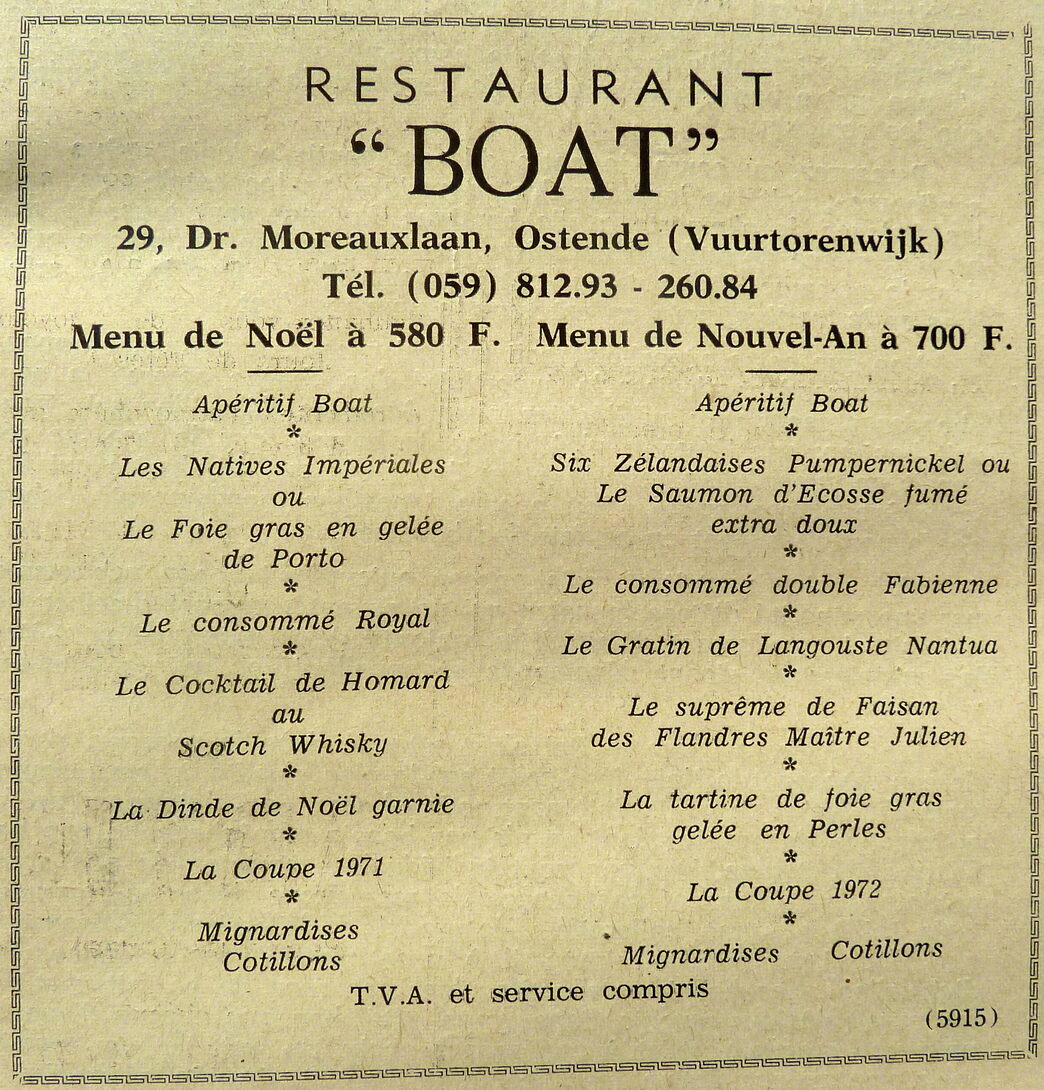 RESTAURANT
“BOAT”
29, Dr. Moreauxlaan, Ostende (Vuurtorenwijk)
Tél. (059) 812.93 - 260.84
Menu de Noël à 580 F.
Apéritif Boat
*
Les Natives Impériales
ou
Le Foie gras en gelée
de Porto
*
Le consommé Royal
*
Le Cocktail de Homard
au
Scotch Whisky
*
La Dinde de Noël garnie
*
La Coupe 1971
*
Mignardises
Cotillons
Menu de Nouvel-An à 700 F.
Apéritif Boat
*
Six Zélandaises Pumpernickel ou
Le Saumon d'Ecosse fumé
extra doux
*
Le consommé double Fabienne
*
Le Gratin de Langouste Nantua
*
Le suprême de Faisan
des Flandres Maître Julien
*
La tartine de foie gras
gelée en Perles
*
La Coupe 1972
*
Mignardises Cotillons
T.V.A. et service compris
(5915)